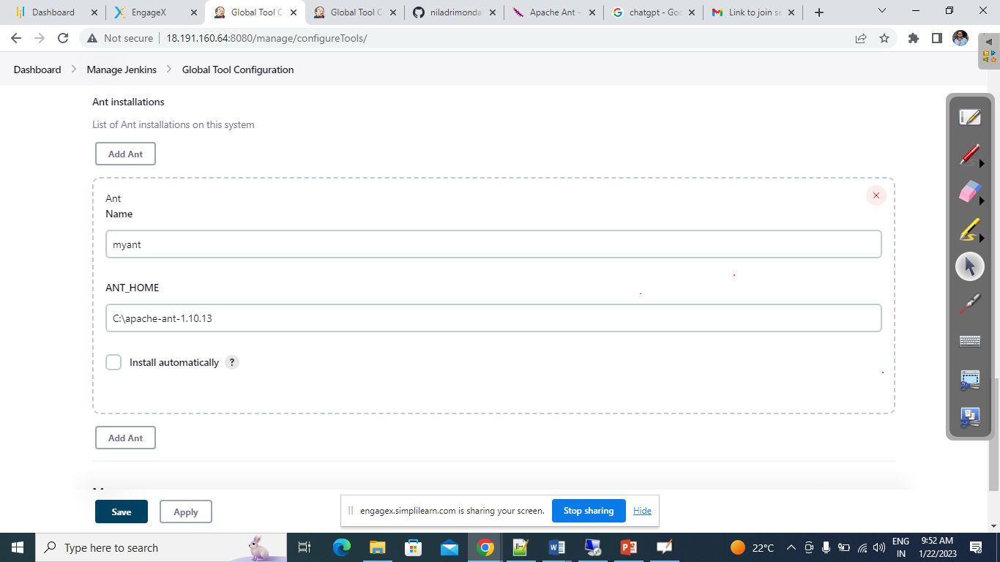 Dashboard
EngageX
Global Tool C
Global Tool C
niladrimonda
Apache Ant -
chatgpt - Goo
Link to join se
Not secure
18.191.160.64:8080/manage/configureTools/
Dashboard
Manage Jenkins
Global Tool Configuration
Ant installations
List of Ant installations on this system
Add Ant
Ant
Name
myant
ANT_HOME
C:\apache-ant-1.10.13
Install automatically ?
Add Ant
Save
Apply
engagex.simplilearn.com is sharing your screen.
Stop sharing
Hide
Type here to search
22°C
ENG
IN
9:52 AM
1/22/2023